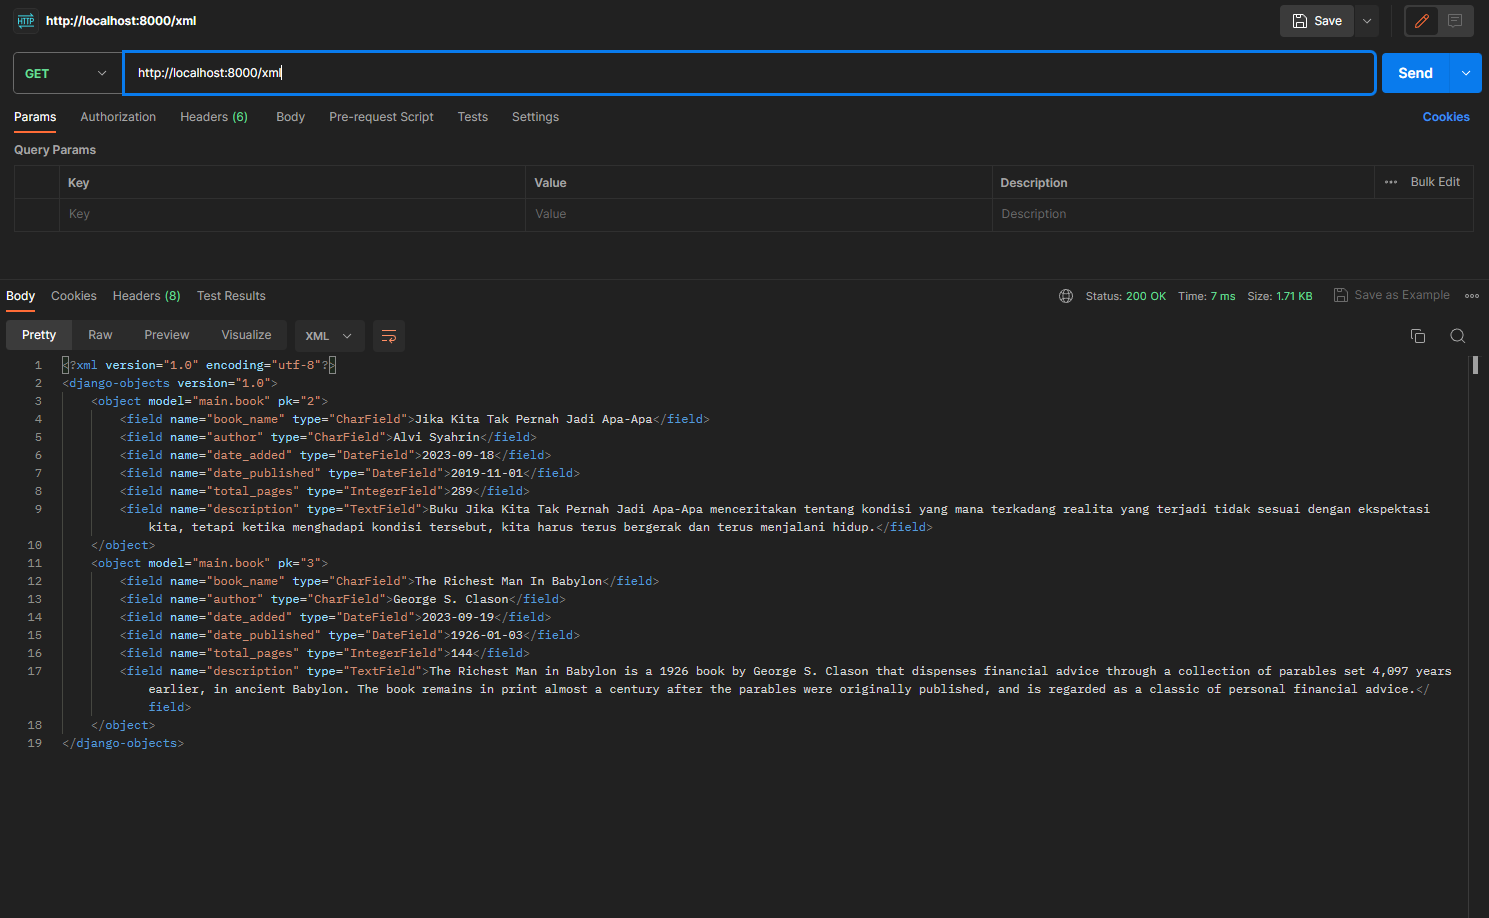 HTTP http://localhost:8000/xml Save
GET http://localhost:8000/xml Send
Params Authorization Headers (6) Body Pre-request Script Tests Settings Cookies
Query Params
Key Value Description ••• Bulk Edit
Key Value Description
Body Cookies Headers (8) Test Results Status: 200 OK Time: 7 ms Size: 1.71 KB Save as Example
Pretty Raw Preview Visualize XML
1 <?xml version="1.0" encoding="utf-8"?>
2 <django-objects version="1.0">
3 <object model="main.book" pk="2">
4 <field name="book_name" type="CharField">Jika Kita Tak Pernah Jadi Apa-Apa</field>
5 <field name="author" type="CharField">Alvi Syahrin</field>
6 <field name="date_added" type="DateField">2023-09-18</field>
7 <field name="date_published" type="DateField">2019-11-01</field>
8 <field name="total_pages" type="IntegerField">289</field>
9 <field name="description" type="TextField">Buku Jika Kita Tak Pernah Jadi Apa-Apa menceritakan tentang kondisi yang mana terkadang realita yang terjadi tidak sesuai dengan ekspektasi
kita, tetapi ketika menghadapi kondisi tersebut, kita harus terus bergerak dan terus menjalani hidup.</field>
10 </object>
11 <object model="main.book" pk="3">
12 <field name="book_name" type="CharField">The Richest Man In Babylon</field>
13 <field name="author" type="CharField">George S. Clason</field>
14 <field name="date_added" type="DateField">2023-09-19</field>
15 <field name="date_published" type="DateField">1926-01-03</field>
16 <field name="total_pages" type="IntegerField">144</field>
17 <field name="description" type="TextField">The Richest Man in Babylon is a 1926 book by George S. Clason that dispenses financial advice through a collection of parables set 4,097 years
earlier, in ancient Babylon. The book remains in print almost a century after the parables were originally published, and is regarded as a classic of personal financial advice.</
field>
18 </object>
19 </django-objects>